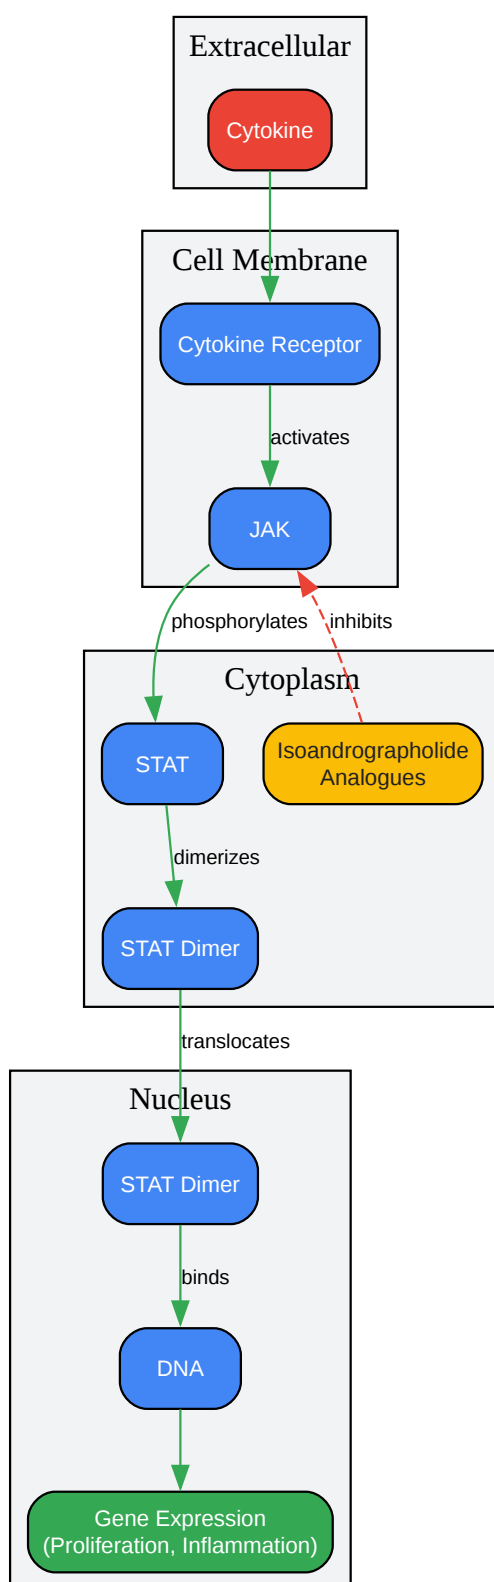 Extracellular
Cytokine
Cell Membrane
Cytokine Receptor
activates
JAK
phosphorylates
inhibits
Cytoplasm
STAT
Isoandrographolide
Analogues
dimerizes
STAT Dimer
translocates
Nucleus
STAT Dimer
binds
DNA
Gene Expression
(Proliferation, Inflammation)